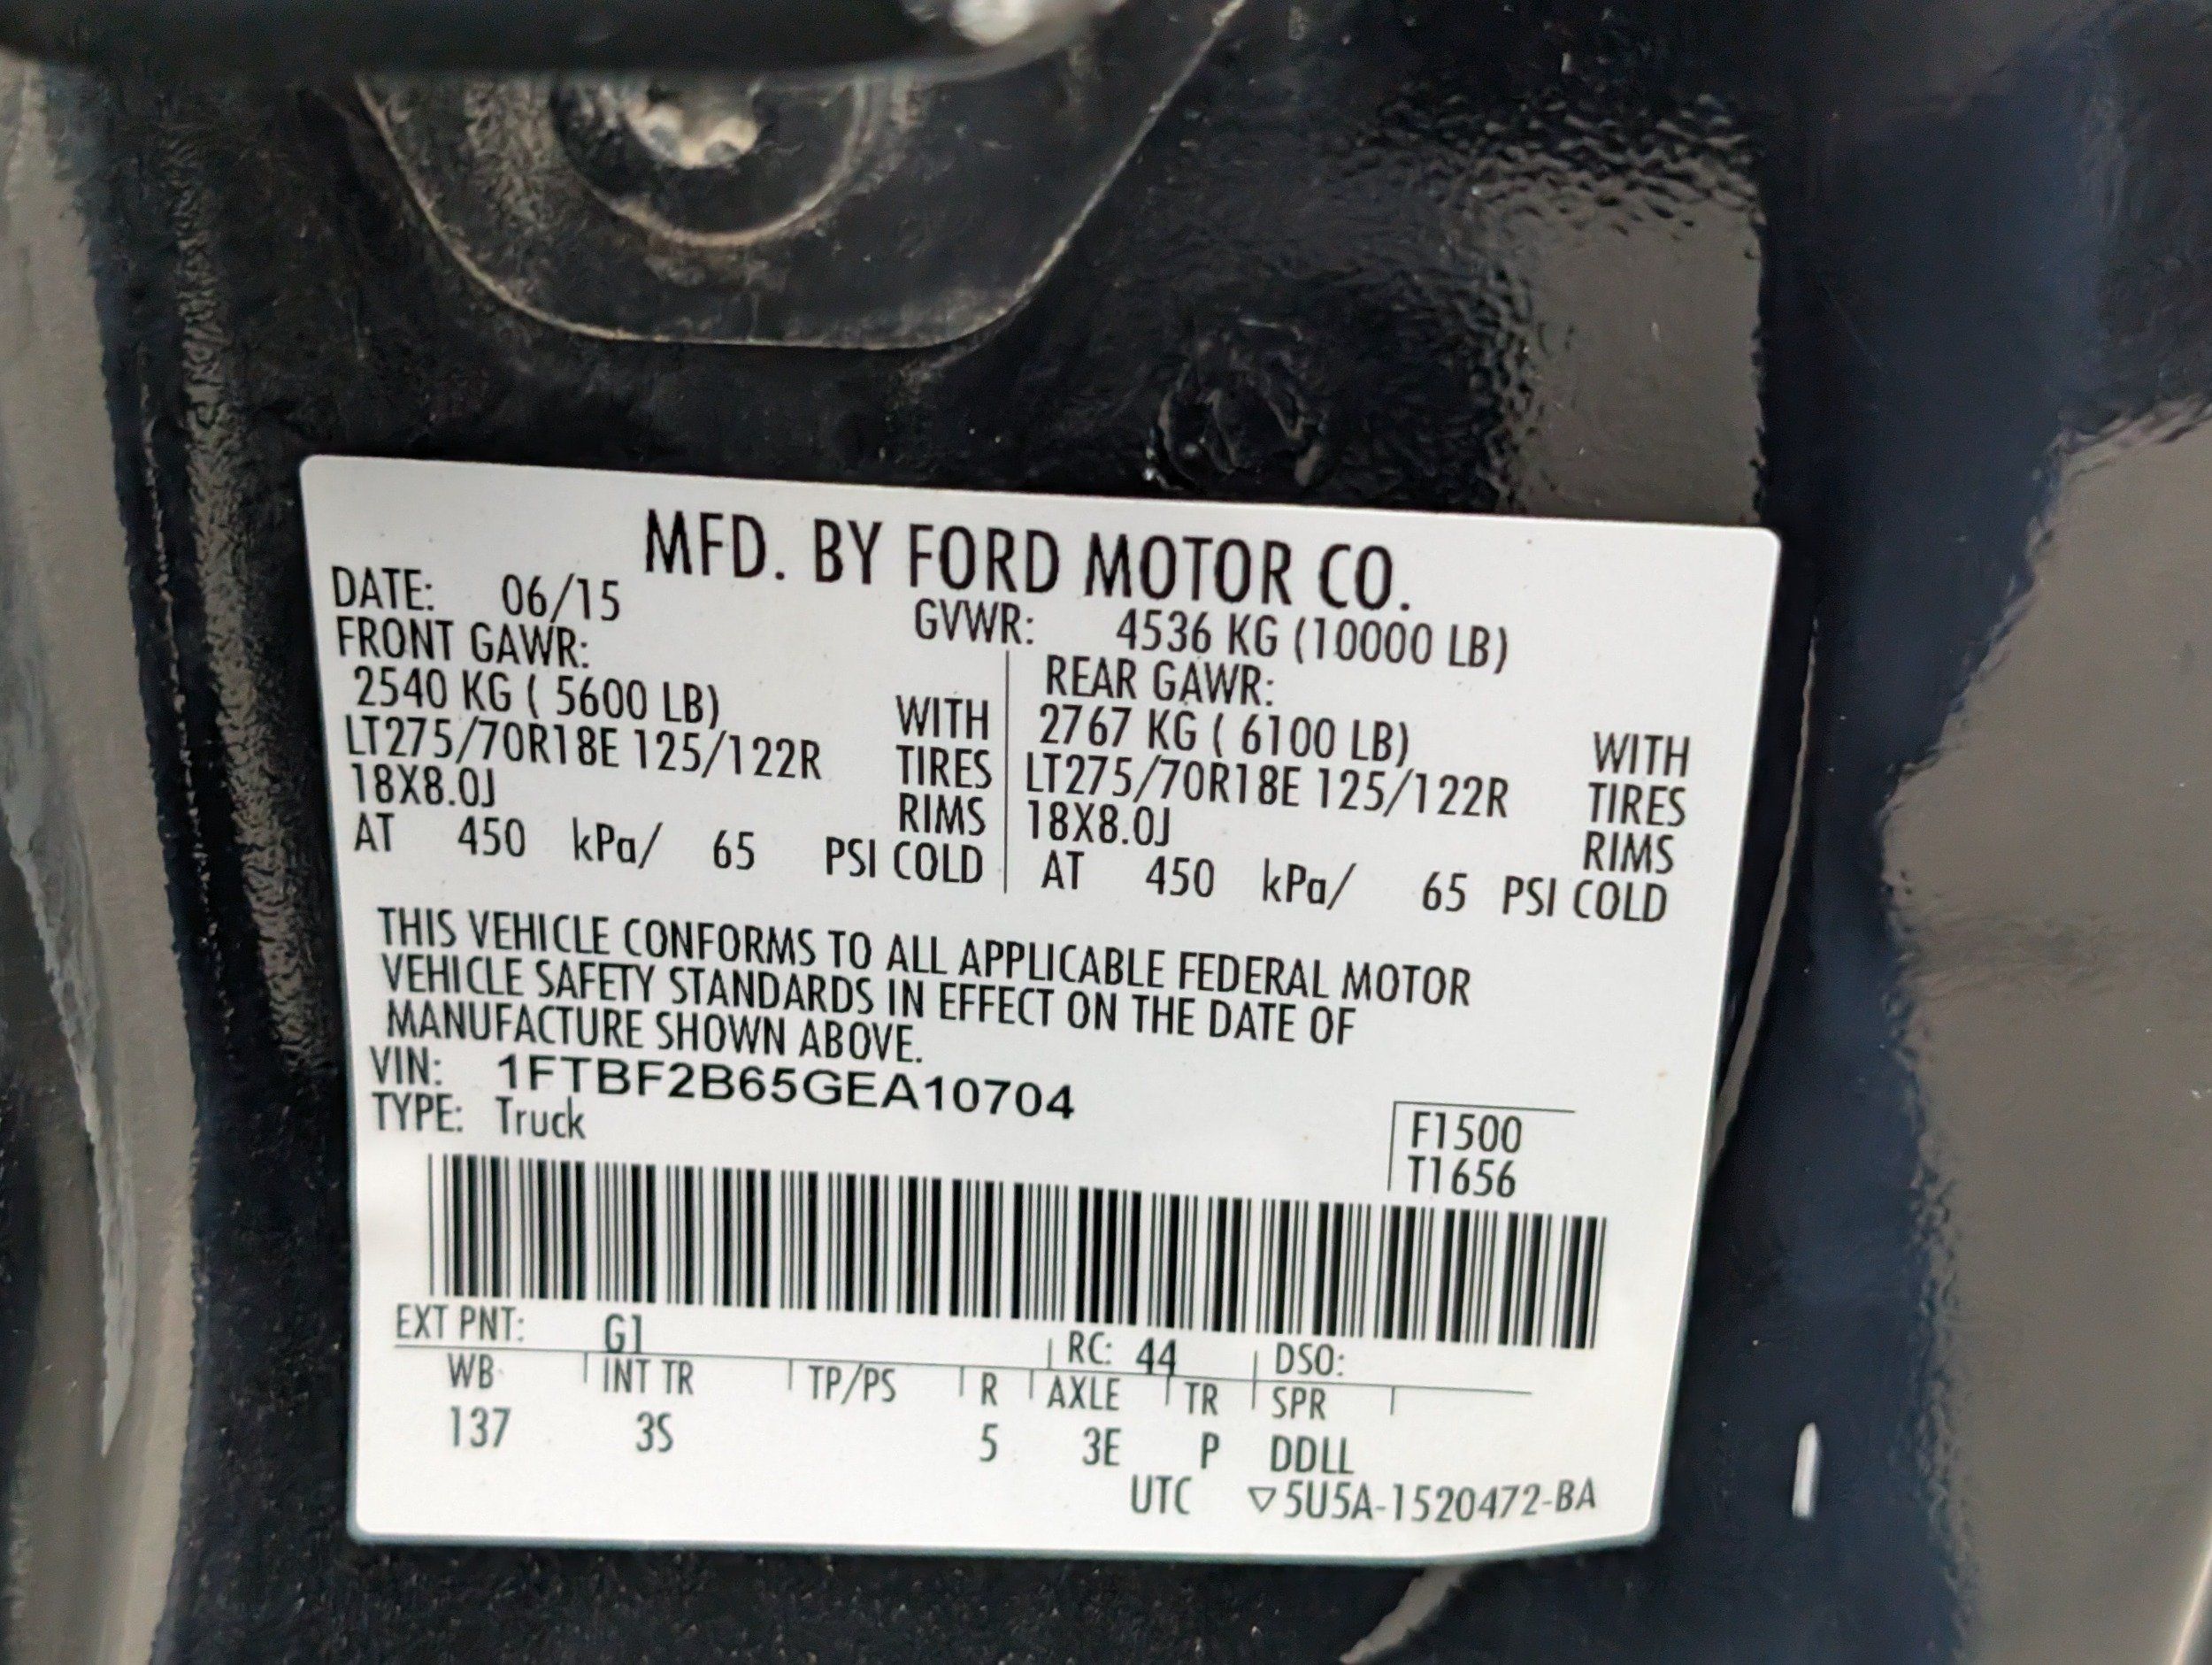 MFD. BY FORD MOTOR CO.
DATE: 06/15 GVWR: 4536 KG (10000 LB)
FRONT GAWR: REAR GAWR:
2540 KG ( 5600 LB) WITH 2767 KG ( 6100 LB) WITH
LT275/70R18E 125/122R TIRES LT275/70R18E 125/122R TIRES
18X8.0J RIMS 18X8.0J RIMS
AT 450 kPa/ 65 PSI COLD AT 450 kPa/ 65 PSI COLD
THIS VEHICLE CONFORMS TO ALL APPLICABLE FEDERAL MOTOR
VEHICLE SAFETY STANDARDS IN EFFECT ON THE DATE OF
MANUFACTURE SHOWN ABOVE.
VIN: 1FTBF2B65GEA10704
TYPE: Truck F1500
T1656
EXT PNT: G1 RC: 44 DSO:
WB INT TR TP/PS R AXLE TR SPR
137 3S 5 3E P DDLL
UTC ▽5U5A-1520472-BA